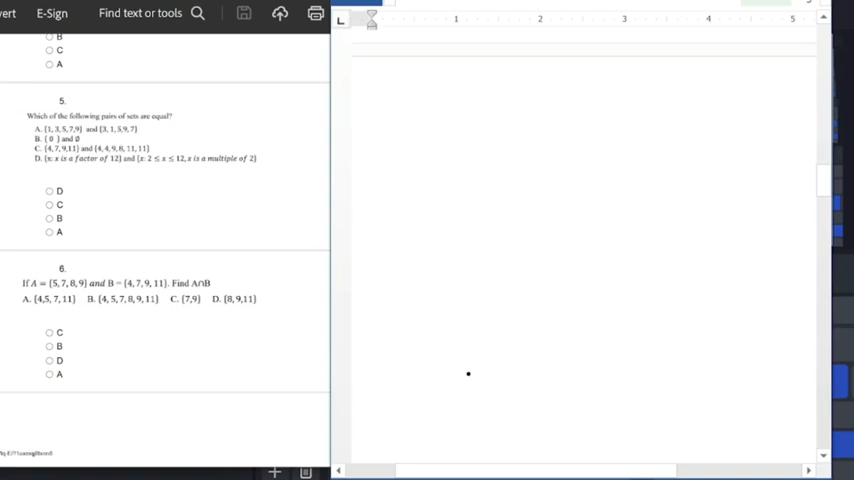 vert E-Sign Find text or tools
B
C
A
5.
Which of the following pairs of sets are equal?
A. {1, 3, 5, 7,9} and {3, 1, 5,9, 7}
B. { 0 } and ∅
C. {4, 7, 9,11} and {4, 4, 9, 8, 11, 11}
D. {x: x is a factor of 12} and {x: 2 ≤ x ≤ 12, x is a multiple of 2}
D
C
B
A
6.
If A = {5, 7, 8, 9} and B = {4, 7, 9, 11}. Find A∩B
A. {4,5, 7, 11} B. {4, 5, 7, 8, 9, 11} C. {7,9} D. {8, 9,11}
C
B
D
A
L
1 2 3 4 5